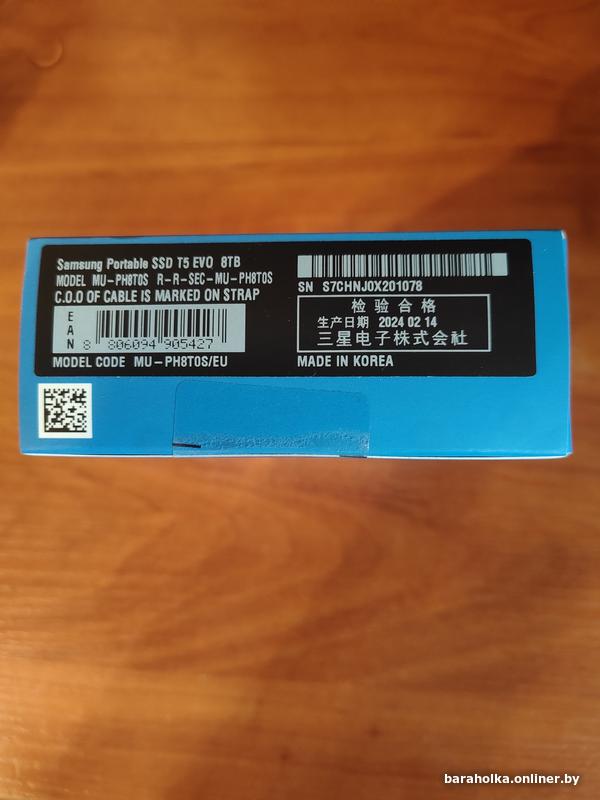 Samsung Portable SSD T5 EVO 8TB
MODEL MU-PH8T0S R-R-SEC-MU-PH8T0S
C.O.O OF CABLE IS MARKED ON STRAP
EAN
8 806094 905427
MODEL CODE MU-PH8T0S/EU
SN S7CHNJ0X201078
检验合格
生产日期 2024 02 14
三星电子株式会社
MADE IN KOREA
baraholka.onliner.by